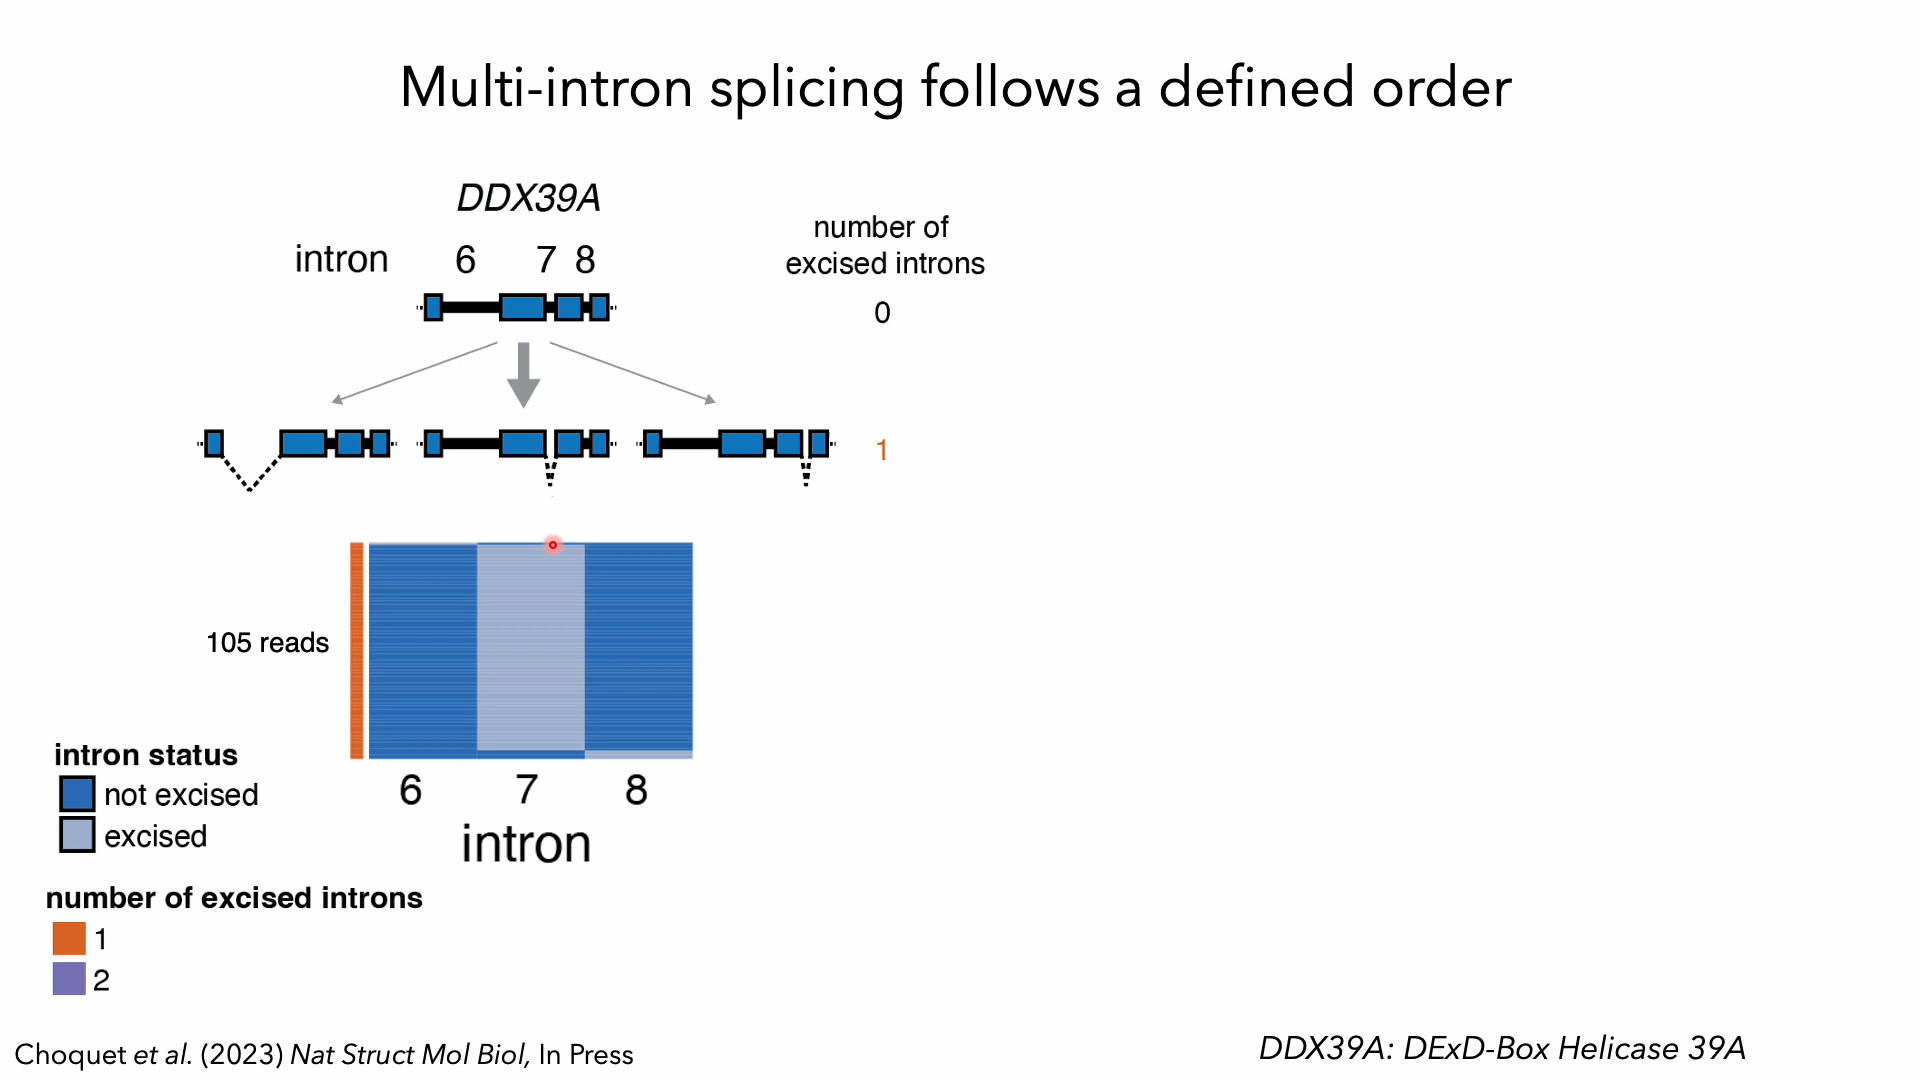 Multi-intron splicing follows a defined order
DDX39A
intron 6 7 8
number of
excised introns
0
1
105 reads
6 7 8
intron
intron status
not excised
excised
number of excised introns
1
2
Choquet et al. (2023) Nat Struct Mol Biol, In Press
DDX39A: DExD-Box Helicase 39A